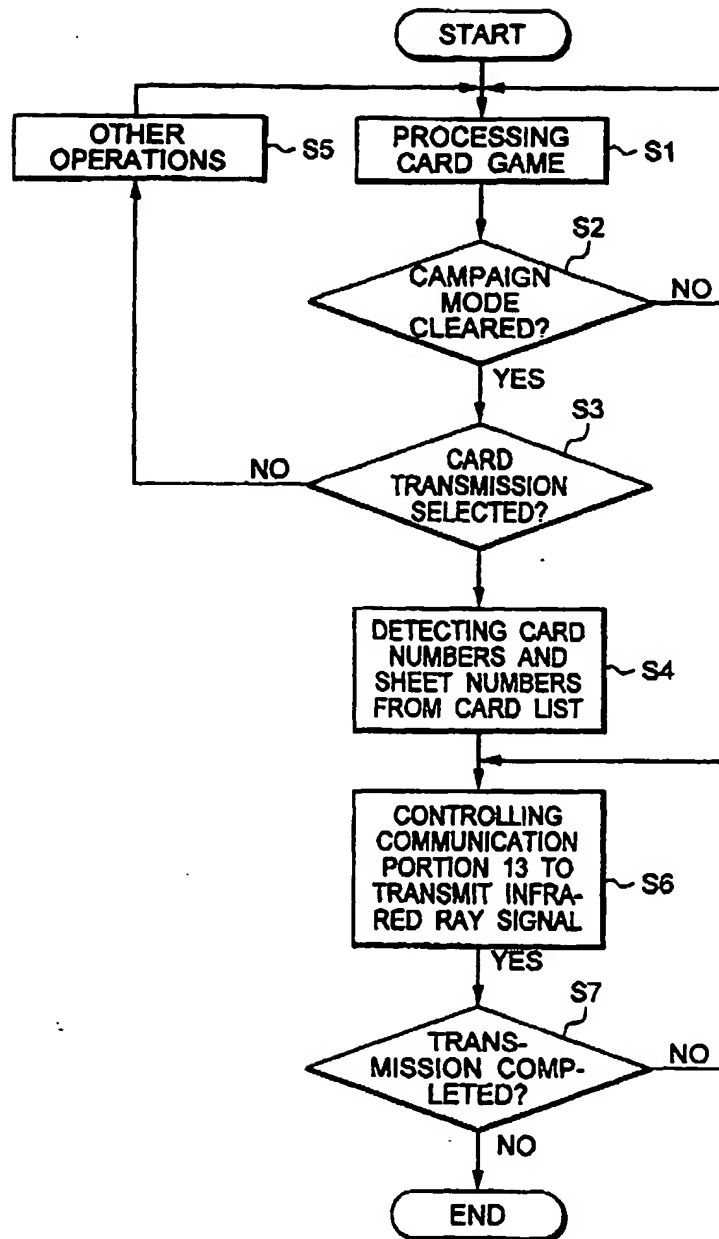 START
OTHER
OPERATIONS
S5
PROCESSING
CARD GAME
S1
S2
CAMPAIGN
MODE
CLEARED?
NO
YES
S3
NO
CARD
TRANSMISSION
SELECTED?
DETECTING CARD
NUMBERS AND
SHEET NUMBERS
FROM CARD LIST
S4
CONTROLLING
COMMUNICATION
PORTION 13 TO
TRANSMIT INFRA-
RED RAY SIGNAL
S6
YES
S7
TRANS-
MISSION COMP-
LETED?
NO
NO
END